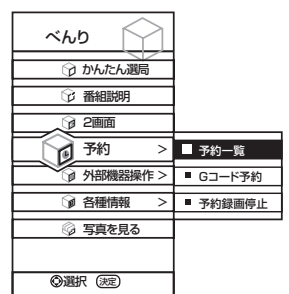 べんり
かんたん選局
番組説明
2画面
予約 >
予約一覧
外部機器操作 >
Gコード予約
各種情報 >
予約録画停止
写真を見る
選択 決定